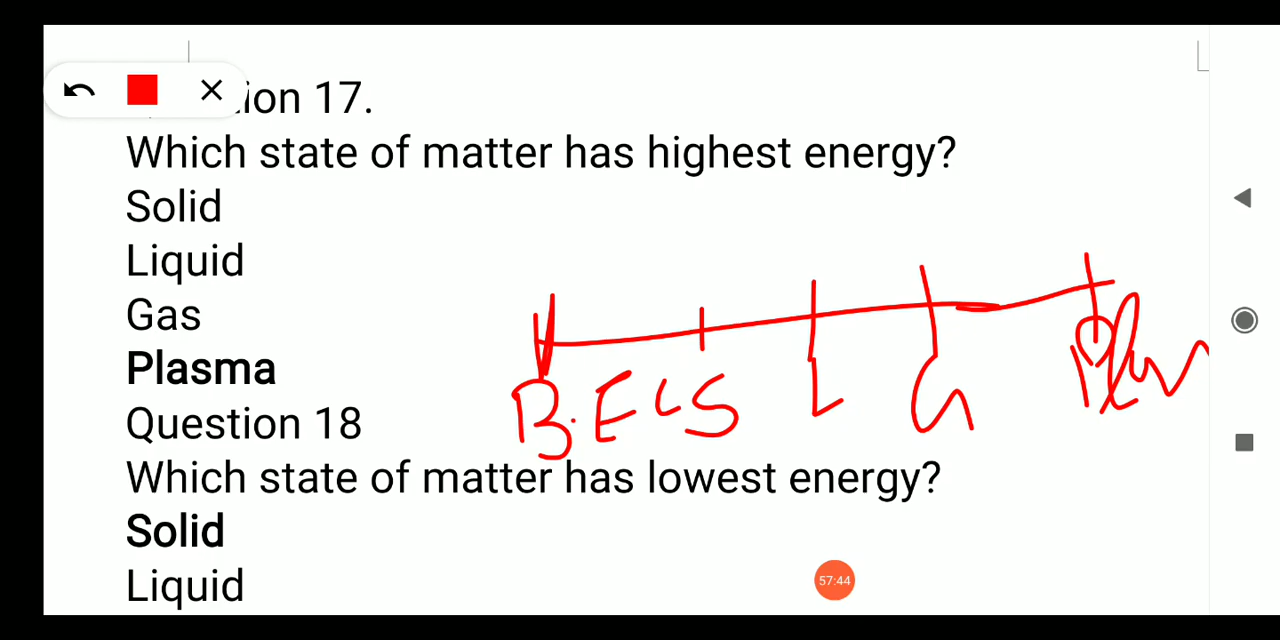 ion 17.
Which state of matter has highest energy?
Solid
Liquid
Gas
Plasma
B.E C S L G
Question 18
Which state of matter has lowest energy?
Solid
Liquid
57:44